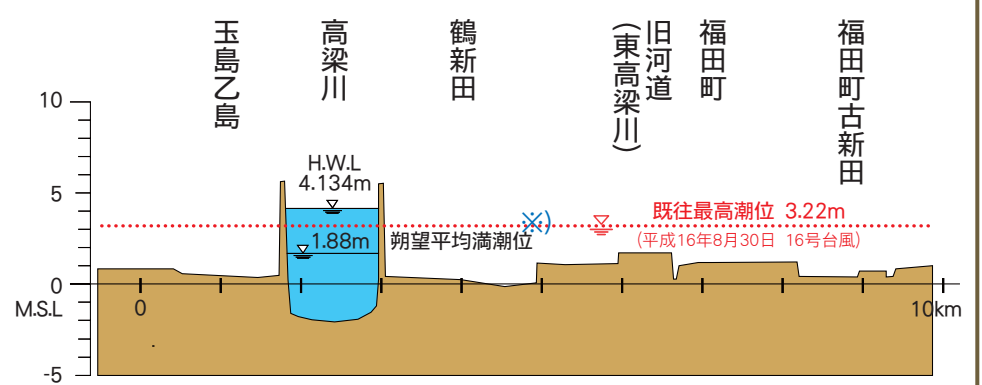 玉島乙島
高梁川
鶴新田
旧河道
(東高梁川)
福田町
福田町古新田
10
5
0
M.S.L
-5
H.W.L
4.134m
1.88m 朔望平均満潮位 ※)
既往最高潮位 3.22m
(平成16年8月30日 16号台風)
0
10km